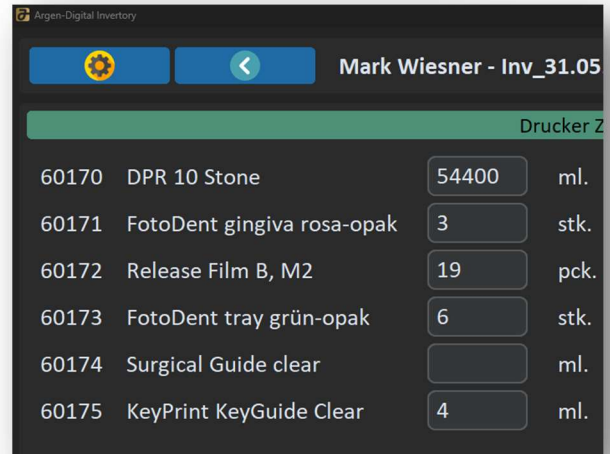 Argen-Digital Invertory
Mark Wiesner - Inv_31.05
Drucker Z
60170 DPR 10 Stone 54400 ml.
60171 FotoDent gingiva rosa-opak 3 stk.
60172 Release Film B, M2 19 pck.
60173 FotoDent tray grün-opak 6 stk.
60174 Surgical Guide clear ml.
60175 KeyPrint KeyGuide Clear 4 ml.